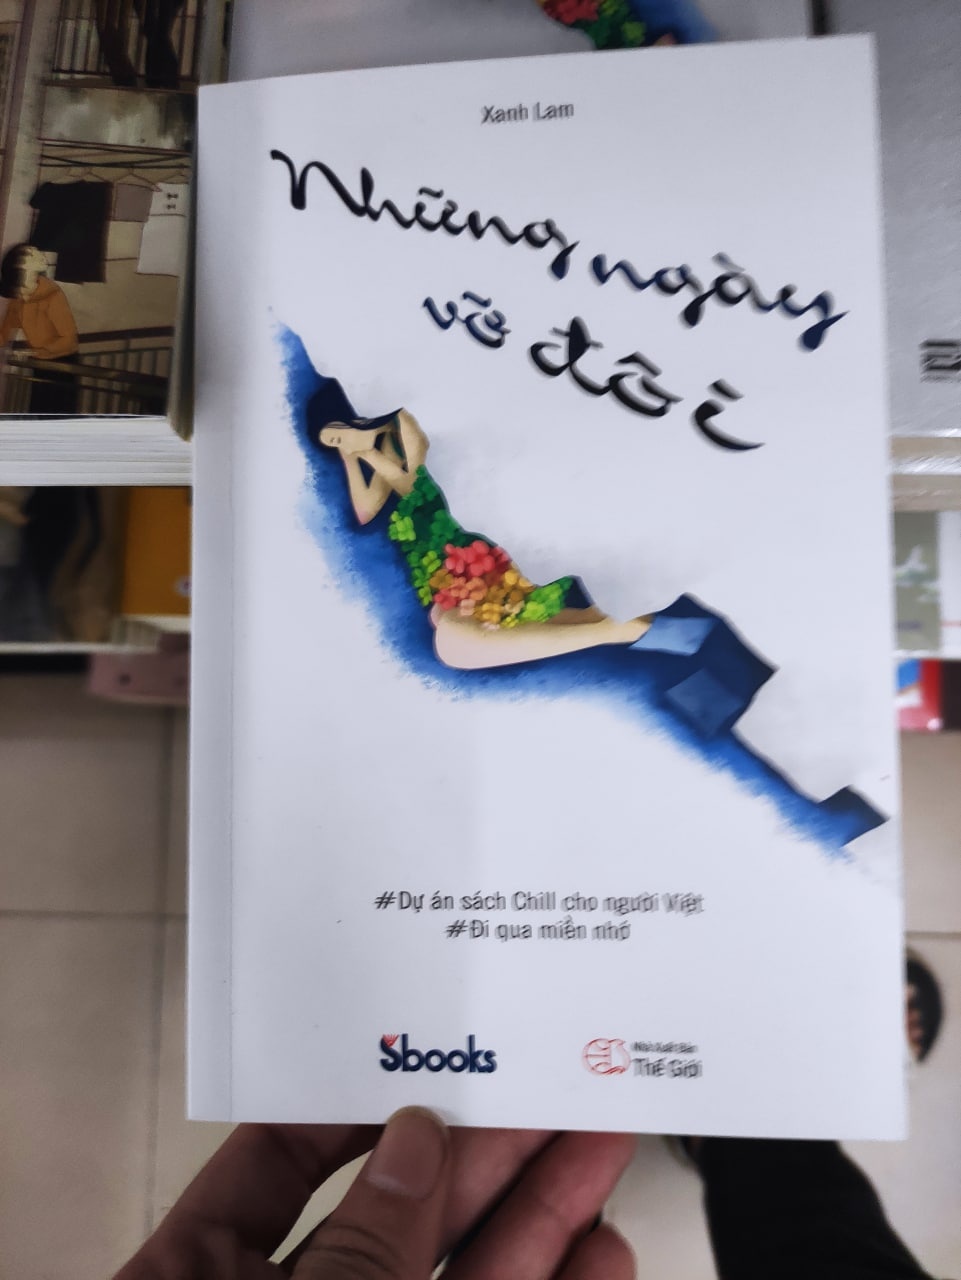 Xanh Lam
Những ngày
vỡ đôi
#Dự án sách Chill cho người Việt
#Đi qua miền nhớ
Sbooks
Nhà Xuất Bản
Thế Giới